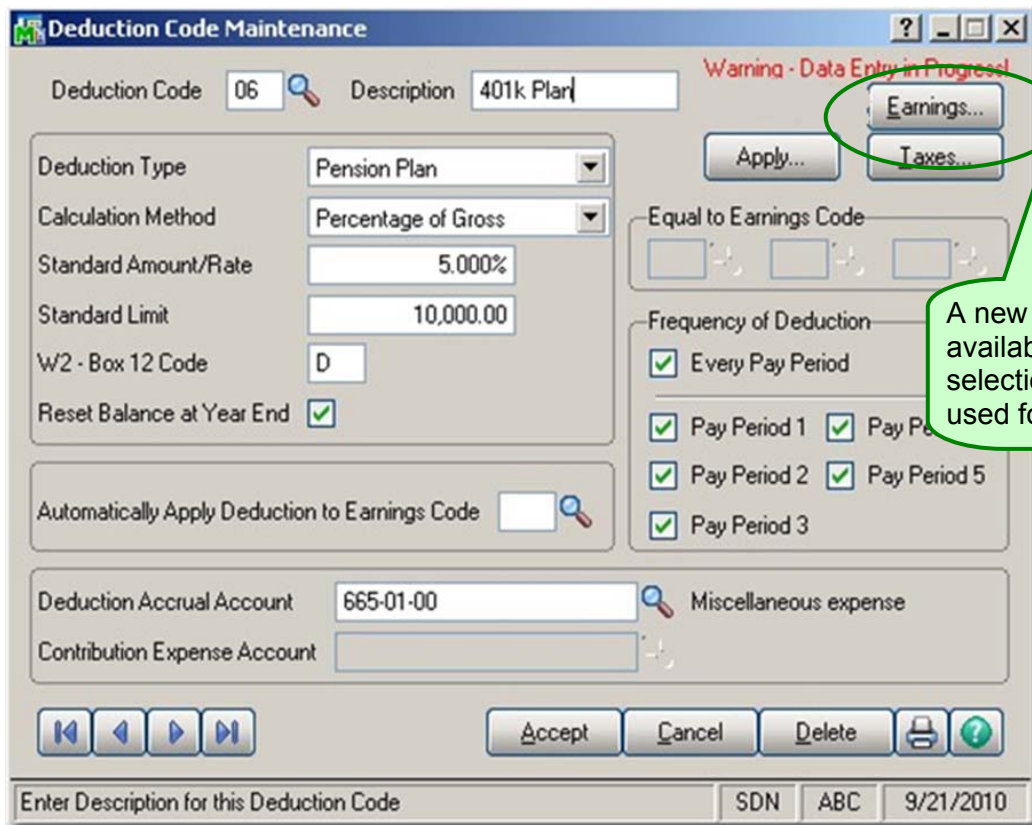 Deduction Code Maintenance
Warning - Data Entry in Progress!
Deduction Code 06 Description 401k Plan
Earnings...
Apply... Taxes...
Deduction Type Pension Plan
Calculation Method Percentage of Gross
Standard Amount/Rate 5.000%
Standard Limit 10,000.00
W2 - Box 12 Code D
Reset Balance at Year End
Automatically Apply Deduction to Earnings Code
Equal to Earnings Code
Frequency of Deduction
Every Pay Period
Pay Period 1 Pay
Pay Period 2 Pay Period 5
Pay Period 3
A new
used
Deduction Accrual Account 665-01-00 Miscellaneous expense
Contribution Expense Account
Accept Cancel Delete
Enter Description for this Deduction Code SDN ABC 9/21/2010